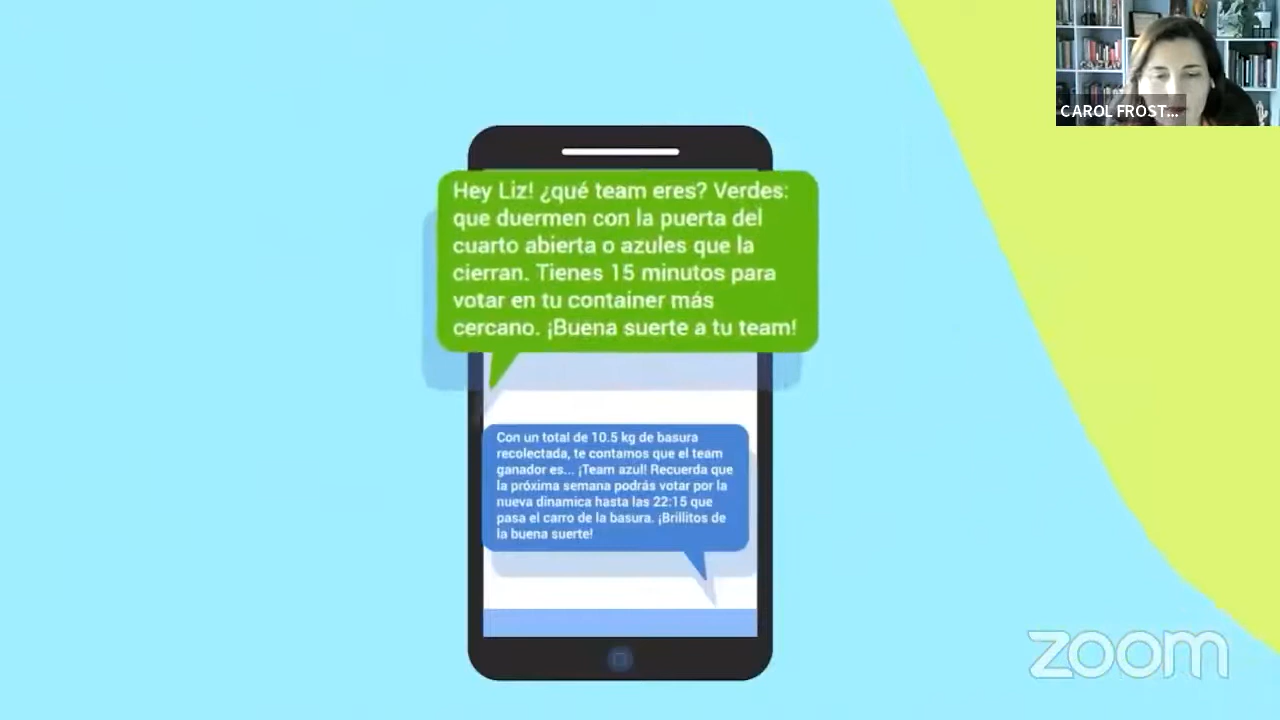 CAROL FROST...
Hey Liz! ¿qué team eres? Verdes:
que duermen con la puerta del
cuarto abierta o azules que la
cierran. Tienes 15 minutos para
votar en tu container más
cercano. ¡Buena suerte a tu team!
Con un total de 10.5 kg de basura
recolectada, te contamos que el team
ganador es... ¡Team azul! Recuerda que
la próxima semana podrás votar por la
nueva dinamica hasta las 22:15 que
pasa el carro de la basura. ¡Brillitos de
la buena suerte!
zoom